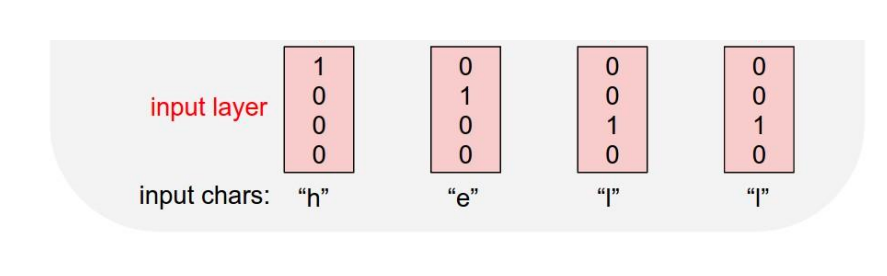 1 0 0 0
input layer 0 1 0 0
0 0 1 1
0 0 0 0
input chars: “h” “e” “l” “l”